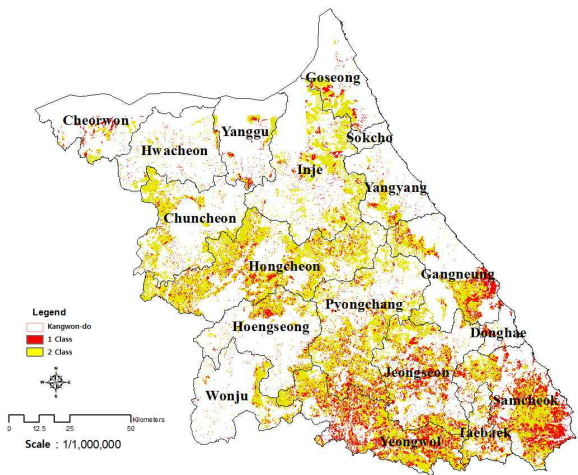 Goseong
Cheorwon
Yanggu
Sokcho
Hwacheon
Inje
Yangyang
Chuncheon
Hongcheon
Gangneung
Pyongchang
Hoengseong
Donghae
Jeongseon
Wonju
Samcheok
Taebaek
Yeongwol
Legend
Kangwon-do
1 Class
2 Class
N
W E
S
Kilometers
0 12.5 25 50
Scale : 1/1,000,000